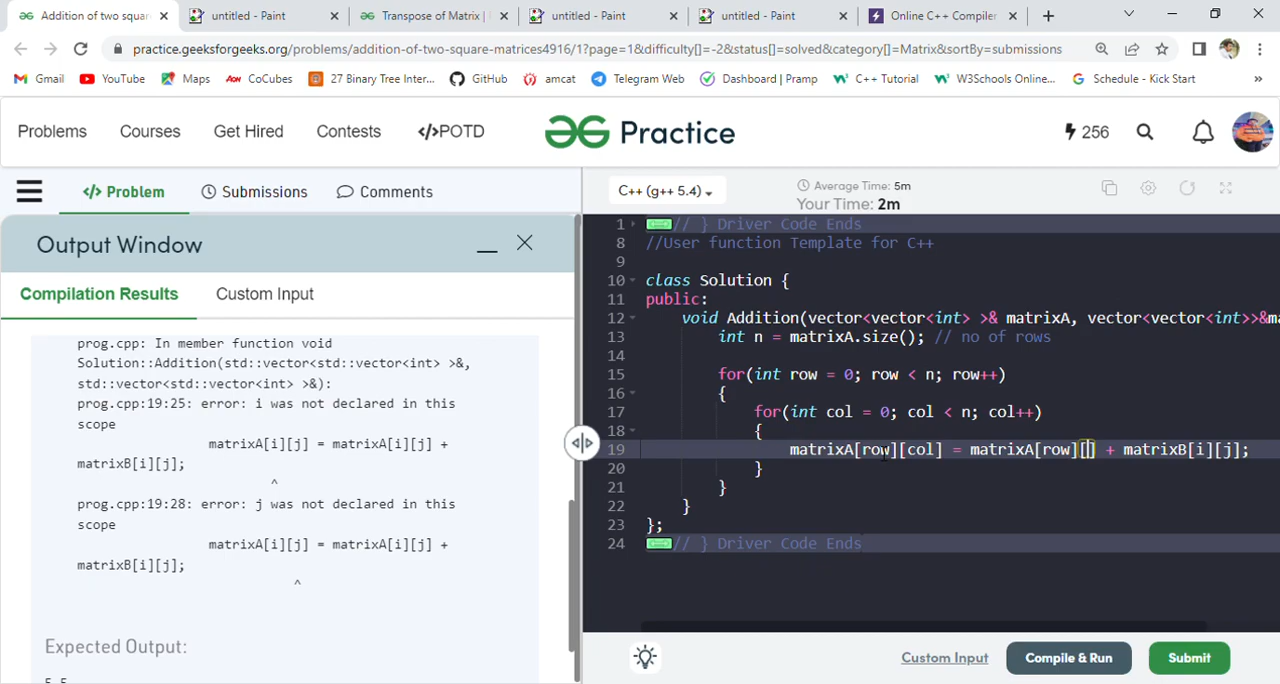 Addition of two squar
untitled - Paint
Transpose of Matrix |
untitled - Paint
untitled - Paint
Online C++ Compiler
practice.geeksforgeeks.org/problems/addition-of-two-square-matrices4916/1?page=1&difficulty[]=-2&status[]=solved&category[]=Matrix&sortBy=submissions
Gmail YouTube Maps CoCubes 27 Binary Tree Inter... GitHub amcat Telegram Web Dashboard | Pramp C++ Tutorial W3Schools Online... Schedule - Kick Start »
Problems Courses Get Hired Contests </>POTD Practice 256
</> Problem Submissions Comments
Output Window
Compilation Results Custom Input
prog.cpp: In member function void
Solution::Addition(std::vector<std::vector<int> >&,
std::vector<std::vector<int> >&):
prog.cpp:19:25: error: i was not declared in this
scope
matrixA[i][j] = matrixA[i][j] +
matrixB[i][j];
^
prog.cpp:19:28: error: j was not declared in this
scope
matrixA[i][j] = matrixA[i][j] +
matrixB[i][j];
^
Expected Output:
C++ (g++ 5.4)
Average Time: 5m
Your Time: 2m
1 // } Driver Code Ends
8 //User function Template for C++
9
10 class Solution {
11 public:
12 void Addition(vector<vector<int> >& matrixA, vector<vector<int>>&ma
13 int n = matrixA.size(); // no of rows
14
15 for(int row = 0; row < n; row++)
16 {
17 for(int col = 0; col < n; col++)
18 {
19 matrixA[row][col] = matrixA[row][] + matrixB[i][j];
20 }
21 }
22 }
23 };
24 // } Driver Code Ends
Custom Input Compile & Run Submit